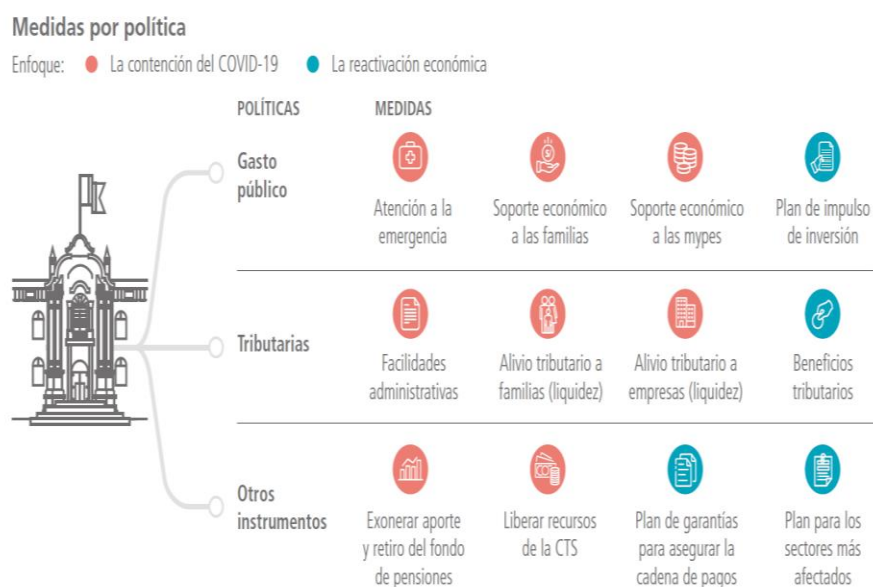 Medidas por política
Enfoque: La contención del COVID-19 La reactivación económica
POLÍTICAS MEDIDAS
Gasto
público
Atención a la
emergencia
Soporte económico
a las familias
Soporte económico
a las mypes
Plan de impulso
de inversión
Tributarias
Facilidades
administrativas
Alivio tributario a
familias (liquidez)
Alivio tributario a
empresas (liquidez)
Beneficios
tributarios
Otros
instrumentos
Exonerar aporte
y retiro del fondo
de pensiones
Liberar recursos
de la CTS
Plan de garantías
para asegurar la
cadena de pagos
Plan para los
sectores más
afectados